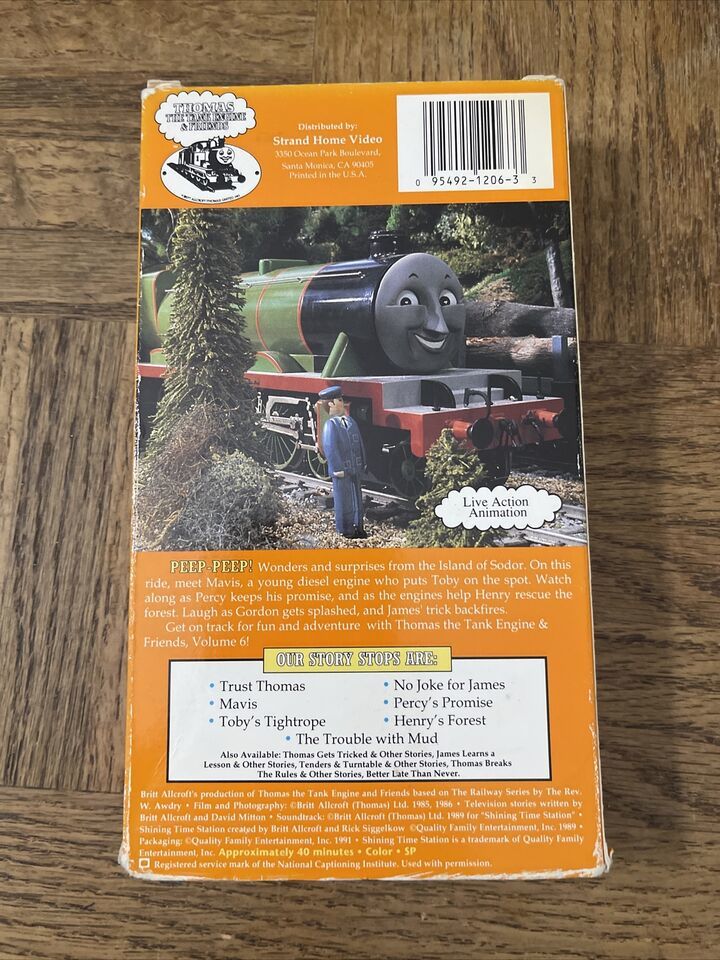 THOMAS
THE TANK ENGINE
& FRIENDS
© BRITT ALLCROFT (THOMAS) LIMITED
Distributed by:
Strand Home Video
3350 Ocean Park Boulevard,
Santa Monica, CA 90405
Printed in the U.S.A.
0 95492-1206-3 3
Live Action
Animation
PEEP-PEEP! Wonders and surprises from the Island of Sodor. On this
ride, meet Mavis, a young diesel engine who puts Toby on the spot. Watch
along as Percy keeps his promise, and as the engines help Henry rescue the
forest. Laugh as Gordon gets splashed, and James' trick backfires.
Get on track for fun and adventure with Thomas the Tank Engine &
Friends, Volume 6!
OUR STORY STOPS ARE:
• Trust Thomas
• Mavis
• Toby's Tightrope
• No Joke for James
• Percy's Promise
• Henry's Forest
• The Trouble with Mud
Also Available: Thomas Gets Tricked & Other Stories, James Learns a
Lesson & Other Stories, Tenders & Turntable & Other Stories, Thomas Breaks
The Rules & Other Stories, Better Late Than Never.
Britt Allcroft's production of Thomas the Tank Engine and Friends based on The Railway Series by The Rev.
W. Awdry • Film and Photography: ©Britt Allcroft (Thomas) Ltd. 1985, 1986 • Television stories written by
Britt Allcroft and David Mitton • Soundtrack: ©Britt Allcroft (Thomas) Ltd. 1989 for "Shining Time Station" •
Shining Time Station created by Britt Allcroft and Rick Siggelkow ©Quality Family Entertainment, Inc. 1989 •
Packaging: ©Quality Family Entertainment, Inc. 1991 • Shining Time Station is a trademark of Quality Family
Entertainment, Inc. Approximately 40 minutes • Color • SP
Registered service mark of the National Captioning Institute. Used with permission.